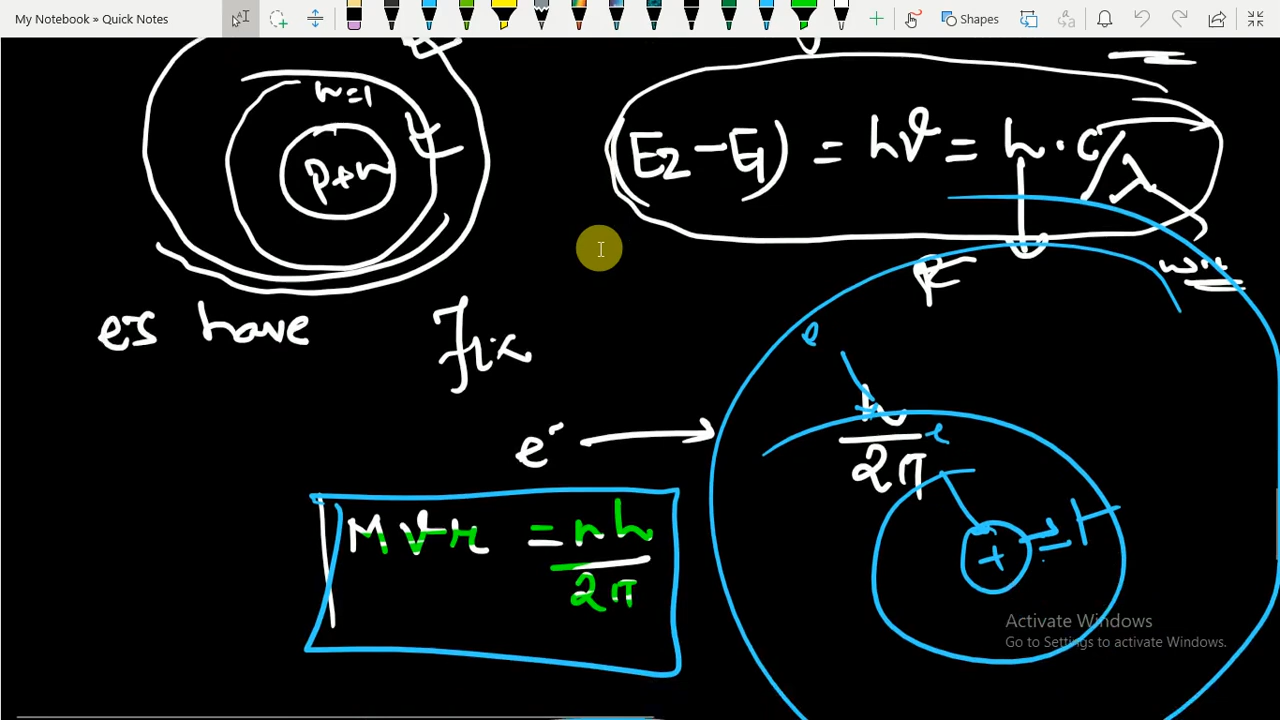 My Notebook » Quick Notes
Shapes
n=1
p+n
(E2-E1) = hν = h·c/λ
es have fix
e-
h/2π
e
e
+
Mvr = nh/2π
Activate Windows
Go to Settings to activate Windows.